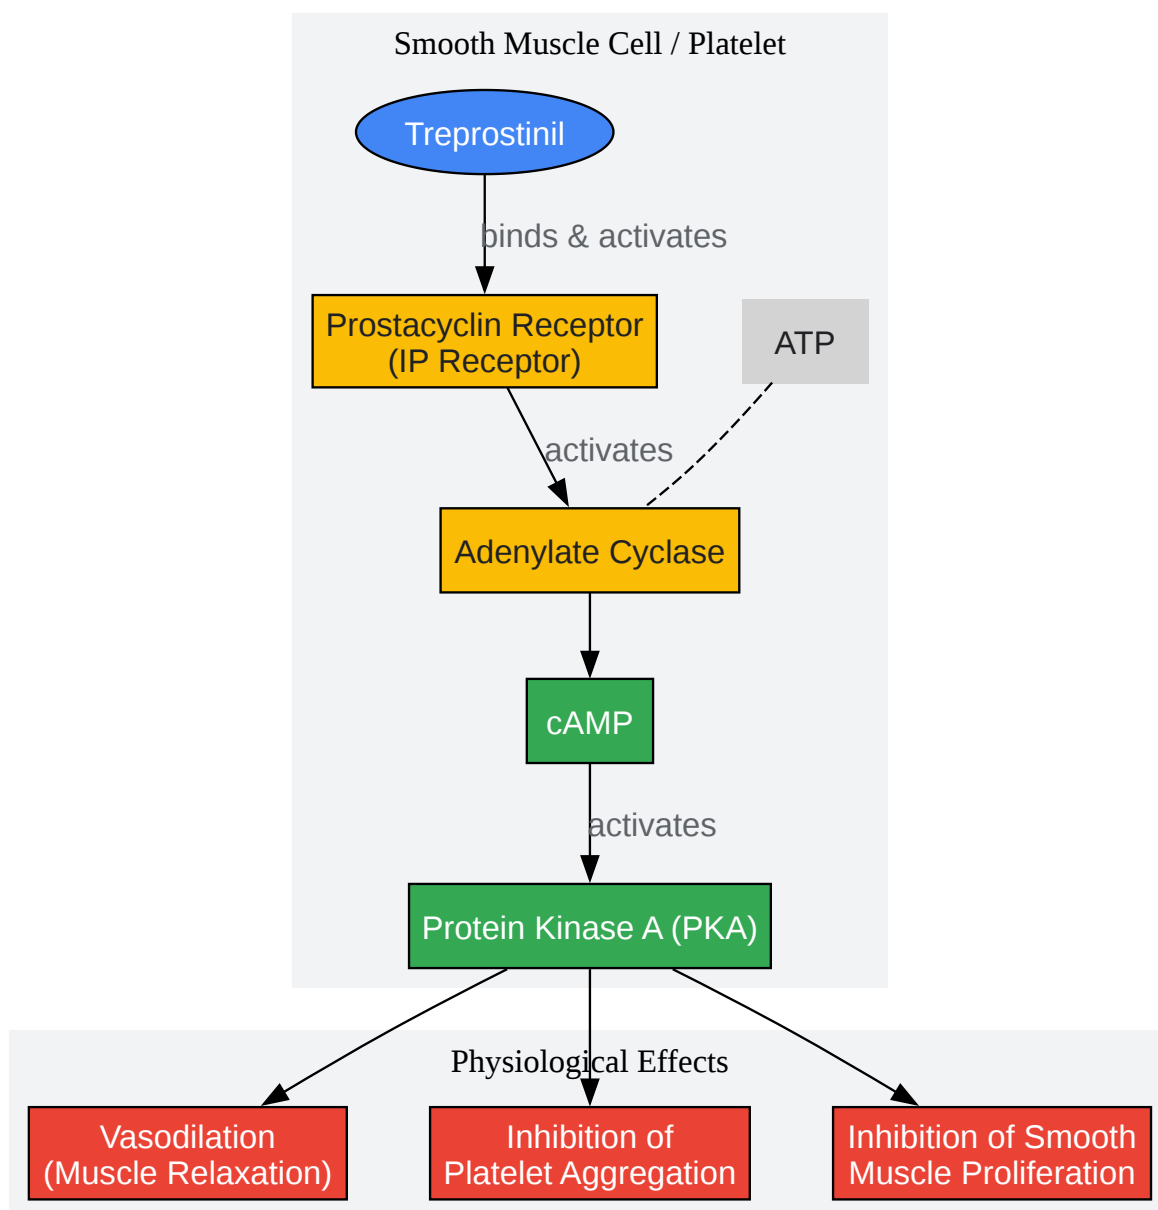 Smooth Muscle Cell / Platelet
Treprostinil
binds & activates
Prostacyclin Receptor
(IP Receptor)
ATP
activates
Adenylate Cyclase
cAMP
activates
Protein Kinase A (PKA)
Physiological Effects
Vasodilation
(Muscle Relaxation)
Inhibition of
Platelet Aggregation
Inhibition of Smooth
Muscle Proliferation